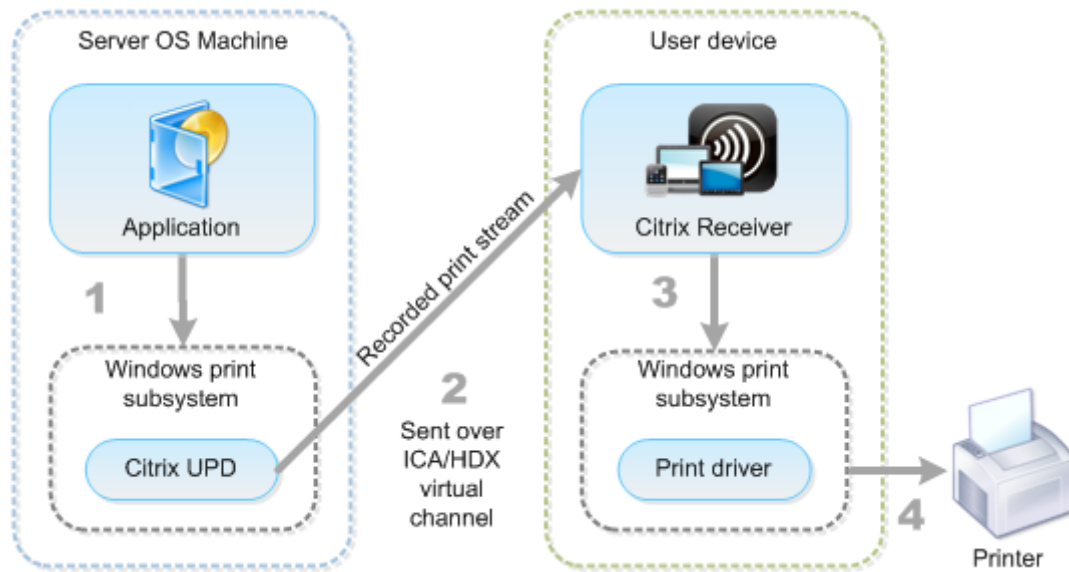 Server OS Machine
Application
1
Windows print
subsystem
Citrix UPD
Recorded print stream
2
Sent over
ICA/HDX
virtual
channel
User device
Citrix Receiver
3
Windows print
subsystem
Print driver
4
Printer